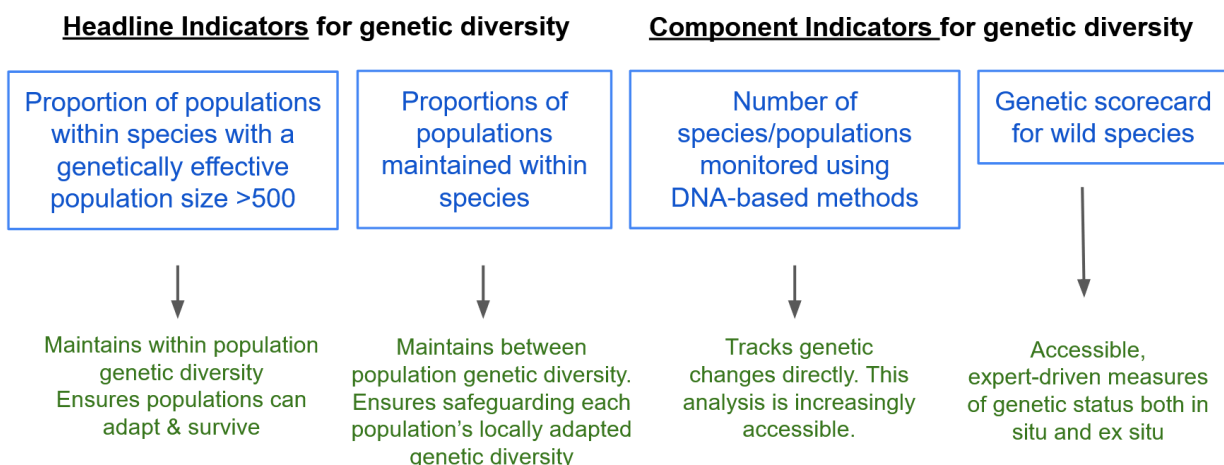 Headline Indicators for genetic diversity
Component Indicators for genetic diversity
Proportion of populations
within species with a
genetically effective
population size >500
Proportions of
populations
maintained within
species
Number of
species/populations
monitored using
DNA-based methods
Genetic scorecard
for wild species
Maintains within population
genetic diversity
Ensures populations can
adapt & survive
Maintains between
population genetic diversity.
Ensures safeguarding each
population's locally adapted
genetic diversity
Tracks genetic
changes directly. This
analysis is increasingly
accessible.
Accessible,
expert-driven measures
of genetic status both in
situ and ex situ